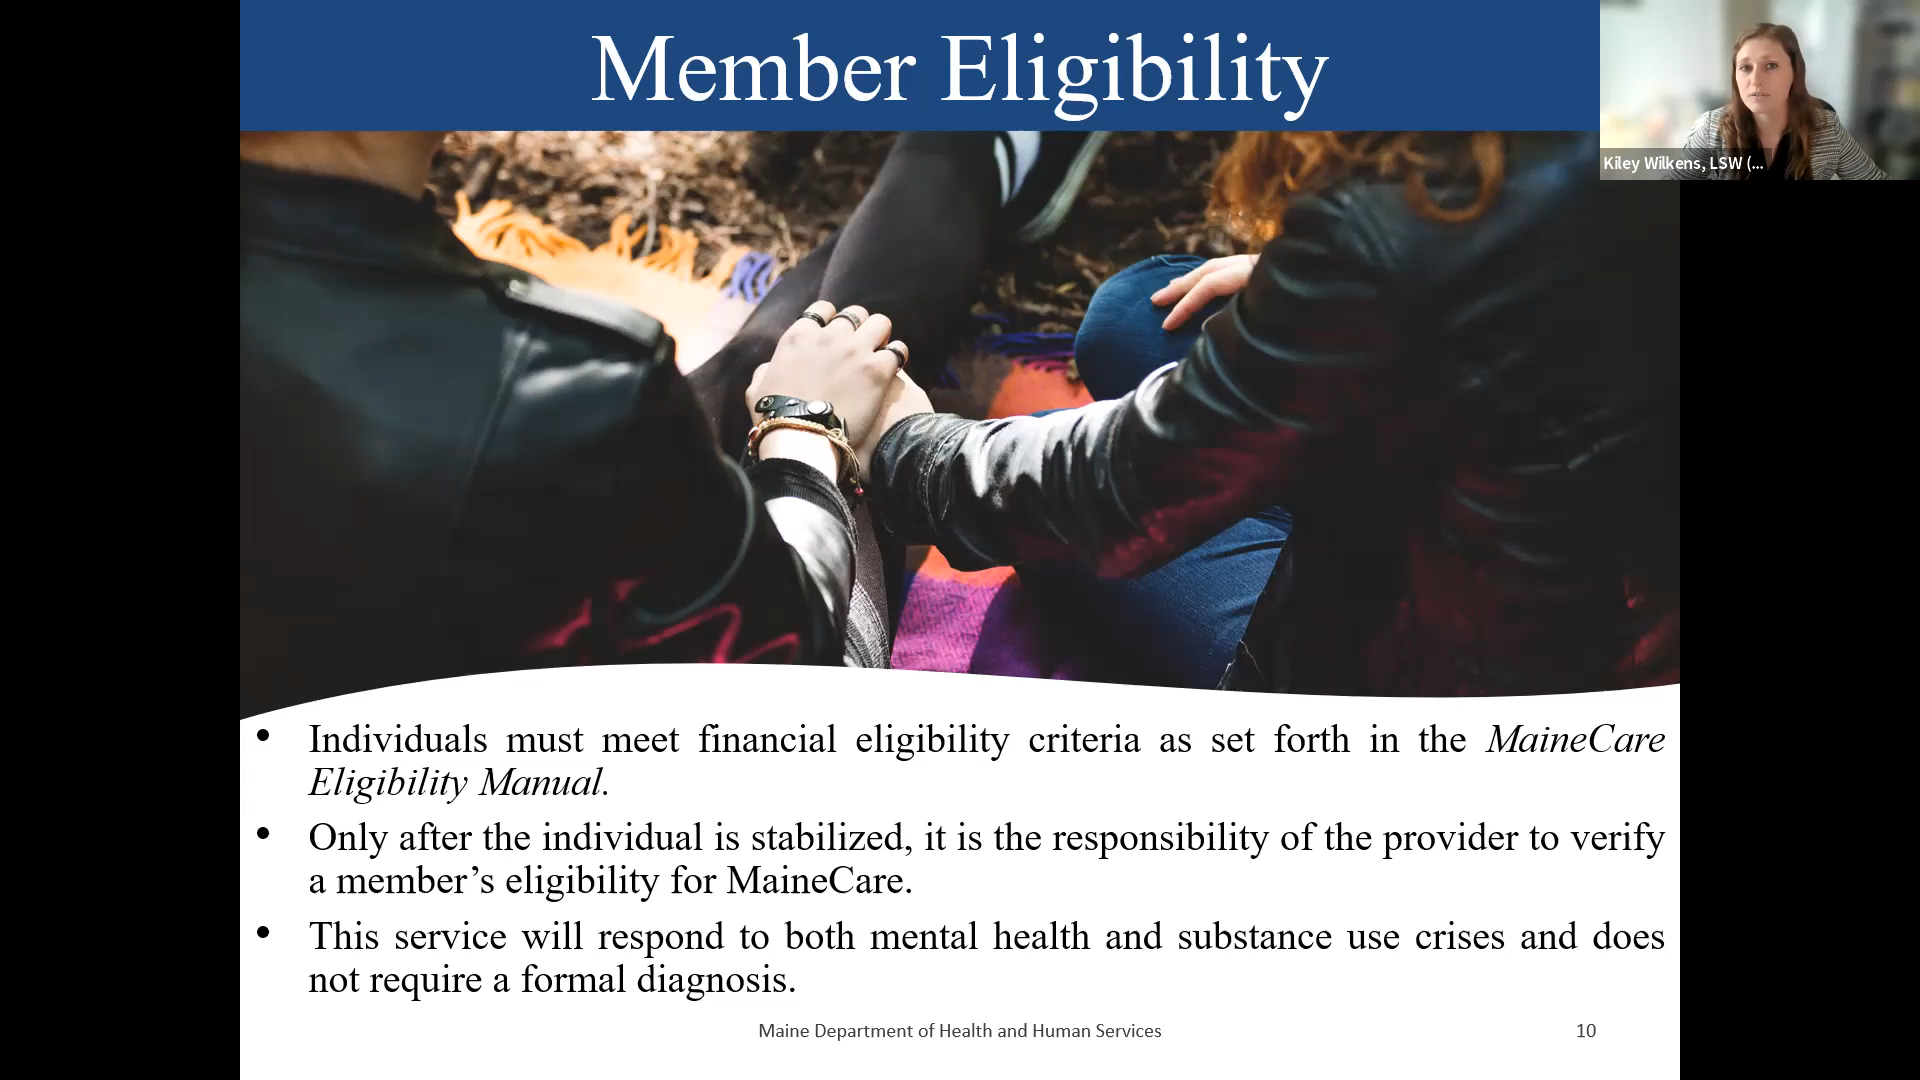 Member Eligibility
Kiley Wilkens, LSW (...
• Individuals must meet financial eligibility criteria as set forth in the MaineCare
Eligibility Manual.
• Only after the individual is stabilized, it is the responsibility of the provider to verify
a member’s eligibility for MaineCare.
• This service will respond to both mental health and substance use crises and does
not require a formal diagnosis.
Maine Department of Health and Human Services
10